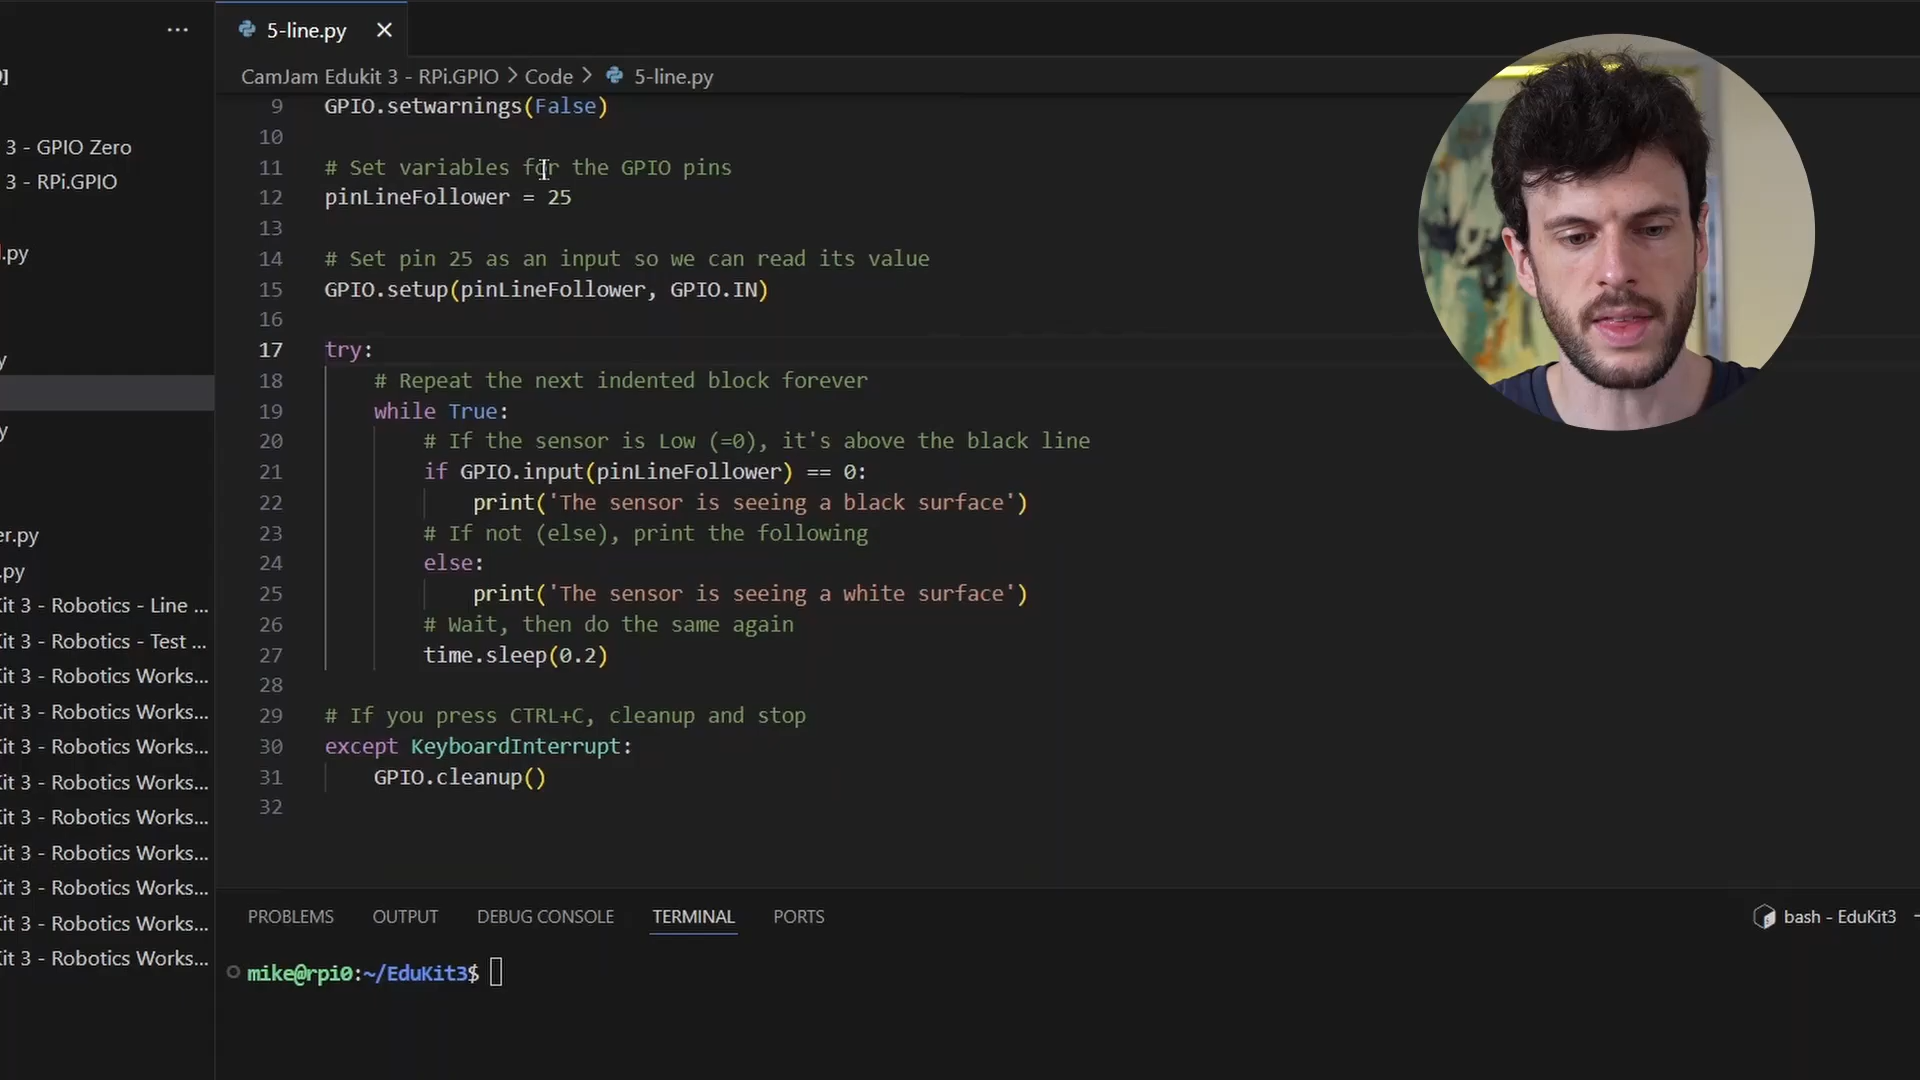 5-line.py
CamJam Edukit 3 - RPi.GPIO > Code > 5-line.py
]
3 - GPIO Zero
3 - RPi.GPIO
.py
y
y
er.py
.py
it 3 - Robotics - Line ...
it 3 - Robotics - Test ...
it 3 - Robotics Works...
it 3 - Robotics Works...
it 3 - Robotics Works...
it 3 - Robotics Works...
it 3 - Robotics Works...
it 3 - Robotics Works...
it 3 - Robotics Works...
it 3 - Robotics Works...
it 3 - Robotics Works...
9 GPIO.setwarnings(False)
10
11 # Set variables for the GPIO pins
12 pinLineFollower = 25
13
14 # Set pin 25 as an input so we can read its value
15 GPIO.setup(pinLineFollower, GPIO.IN)
16
17 try:
18 # Repeat the next indented block forever
19 while True:
20 # If the sensor is Low (=0), it's above the black line
21 if GPIO.input(pinLineFollower) == 0:
22 print('The sensor is seeing a black surface')
23 # If not (else), print the following
24 else:
25 print('The sensor is seeing a white surface')
26 # Wait, then do the same again
27 time.sleep(0.2)
28
29 # If you press CTRL+C, cleanup and stop
30 except KeyboardInterrupt:
31 GPIO.cleanup()
32
PROBLEMS OUTPUT DEBUG CONSOLE TERMINAL PORTS
bash - EduKit3
mike@rpi0:~/EduKit3$